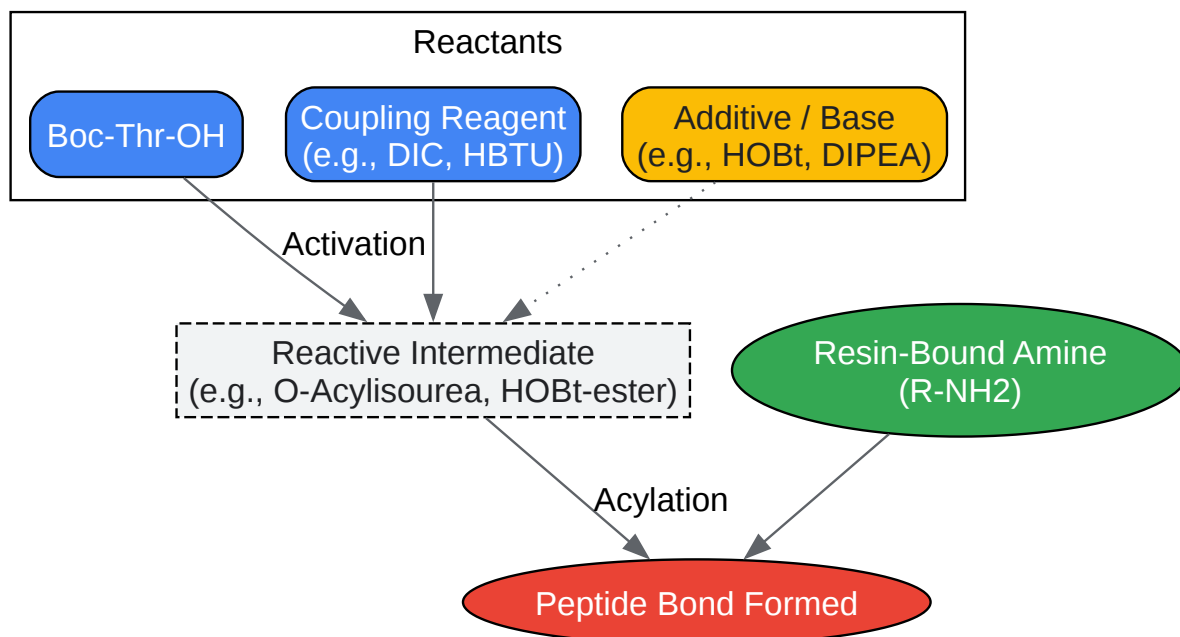 Reactants
Boc-Thr-OH
Coupling Reagent
(e.g., DIC, HBTU)
Additive / Base
(e.g., HOBt, DIPEA)
Activation
Reactive Intermediate
(e.g., O-Acylisourea, HOBt-ester)
Resin-Bound Amine
(R-NH2)
Acylation
Peptide Bond Formed